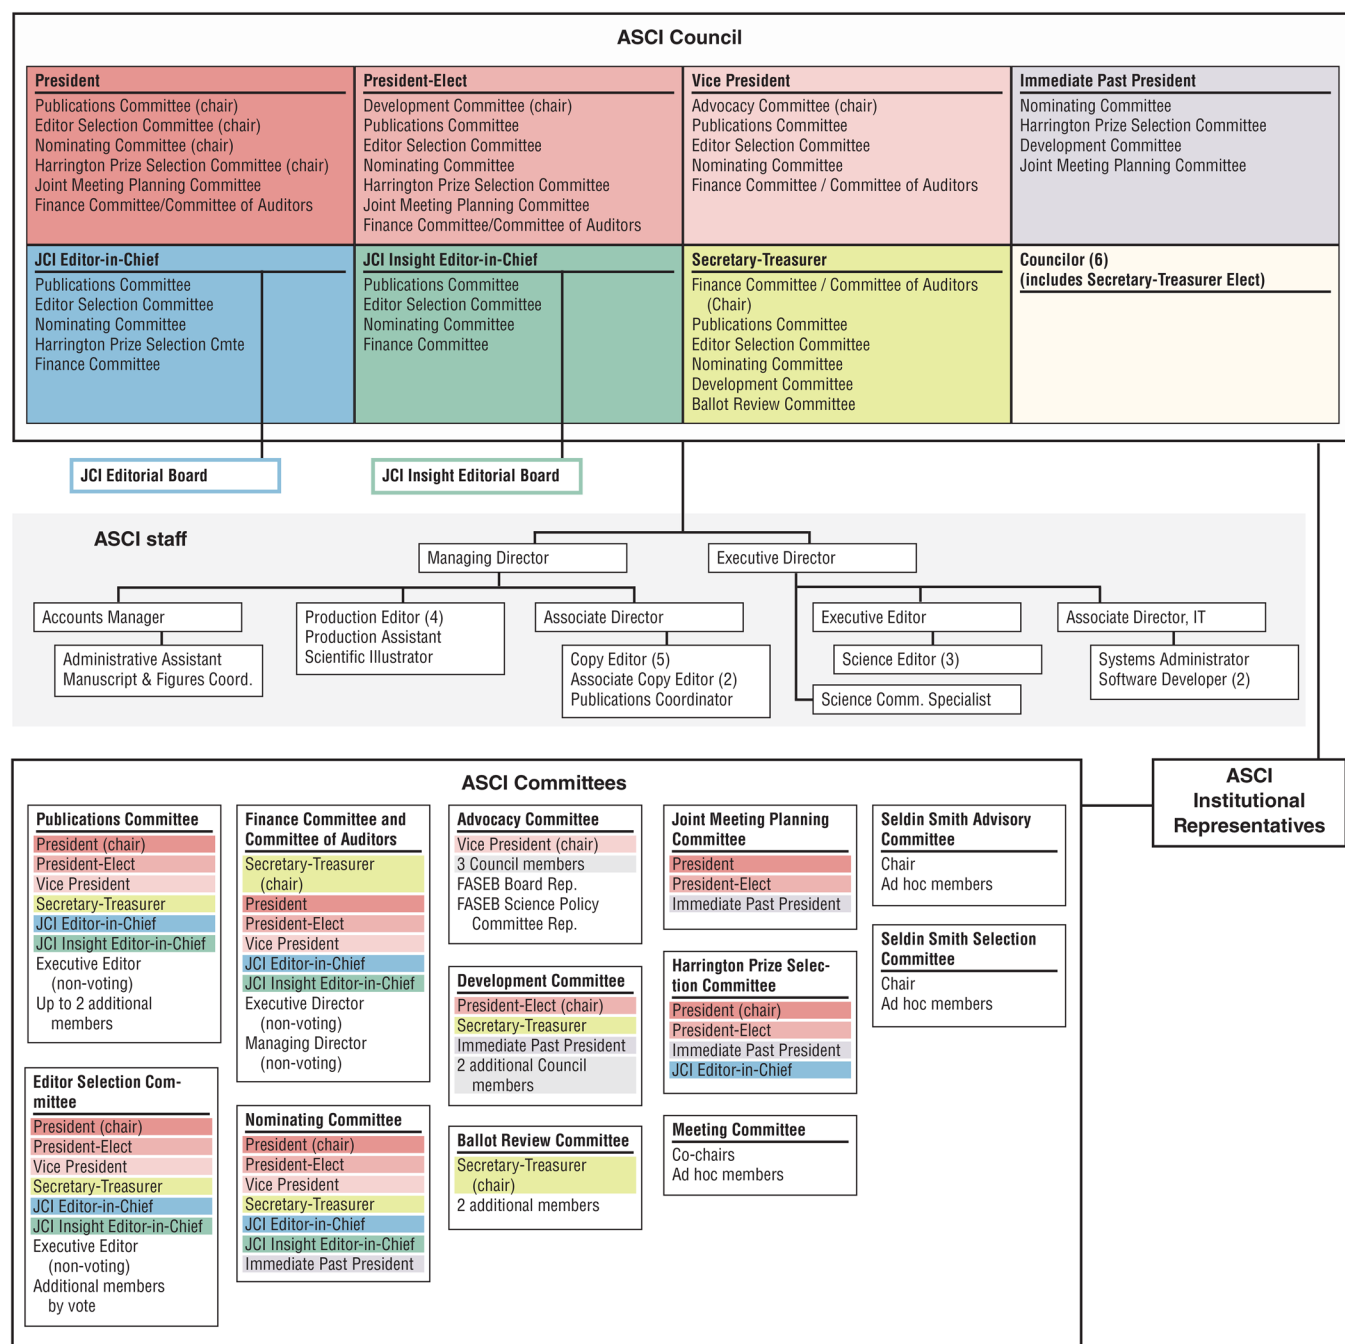 ASCI Council
President
Publications Committee (chair)
Editor Selection Committee (chair)
Nominating Committee (chair)
Harrington Prize Selection Committee (chair)
Joint Meeting Planning Committee
Finance Committee/Committee of Auditors
President-Elect
Development Committee (chair)
Publications Committee
Editor Selection Committee
Nominating Committee
Harrington Prize Selection Committee
Joint Meeting Planning Committee
Finance Committee/Committee of Auditors
Vice President
Advocacy Committee (chair)
Publications Committee
Editor Selection Committee
Nominating Committee
Finance Committee / Committee of Auditors
Immediate Past President
Nominating Committee
Harrington Prize Selection Committee
Development Committee
Joint Meeting Planning Committee
JCI Editor-in-Chief
Publications Committee
Editor Selection Committee
Nominating Committee
Harrington Prize Selection Cmte
Finance Committee
JCI Insight Editor-in-Chief
Publications Committee
Editor Selection Committee
Nominating Committee
Finance Committee
Secretary-Treasurer
Finance Committee / Committee of Auditors
(Chair)
Publications Committee
Editor Selection Committee
Nominating Committee
Development Committee
Ballot Review Committee
Councilor (6)
(includes Secretary-Treasurer Elect)
JCI Editorial Board
JCI Insight Editorial Board
ASCI staff
Managing Director
Executive Director
Accounts Manager
Administrative Assistant
Manuscript & Figures Coord.
Production Editor (4)
Production Assistant
Scientific Illustrator
Associate Director
Copy Editor (5)
Associate Copy Editor (2)
Publications Coordinator
Executive Editor
Science Editor (3)
Science Comm. Specialist
Associate Director, IT
Systems Administrator
Software Developer (2)
ASCI
Institutional
Representatives
ASCI Committees
Publications Committee
President (chair)
President-Elect
Vice President
Secretary-Treasurer
JCI Editor-in-Chief
JCI Insight Editor-in-Chief
Executive Editor
(non-voting)
Up to 2 additional
members
Editor Selection Com-
mittee
President (chair)
President-Elect
Vice President
Secretary-Treasurer
JCI Editor-in-Chief
JCI Insight Editor-in-Chief
Executive Editor
(non-voting)
Additional members
by vote
Finance Committee and
Committee of Auditors
Secretary-Treasurer
(chair)
President
President-Elect
Vice President
JCI Editor-in-Chief
JCI Insight Editor-in-Chief
Executive Director
(non-voting)
Managing Director
(non-voting)
Nominating Committee
President (chair)
President-Elect
Vice President
Secretary-Treasurer
JCI Editor-in-Chief
JCI Insight Editor-in-Chief
Immediate Past President
Advocacy Committee
Vice President (chair)
3 Council members
FASEB Board Rep.
FASEB Science Policy
Committee Rep.
Development Committee
President-Elect (chair)
Secretary-Treasurer
Immediate Past President
2 additional Council
members
Ballot Review Committee
Secretary-Treasurer
(chair)
2 additional members
Joint Meeting Planning
Committee
President
President-Elect
Immediate Past President
Harrington Prize Selec-
tion Committee
President (chair)
President-Elect
Immediate Past President
JCI Editor-in-Chief
Meeting Committee
Co-chairs
Ad hoc members
Seldin Smith Advisory
Committee
Chair
Ad hoc members
Seldin Smith Selection
Committee
Chair
Ad hoc members